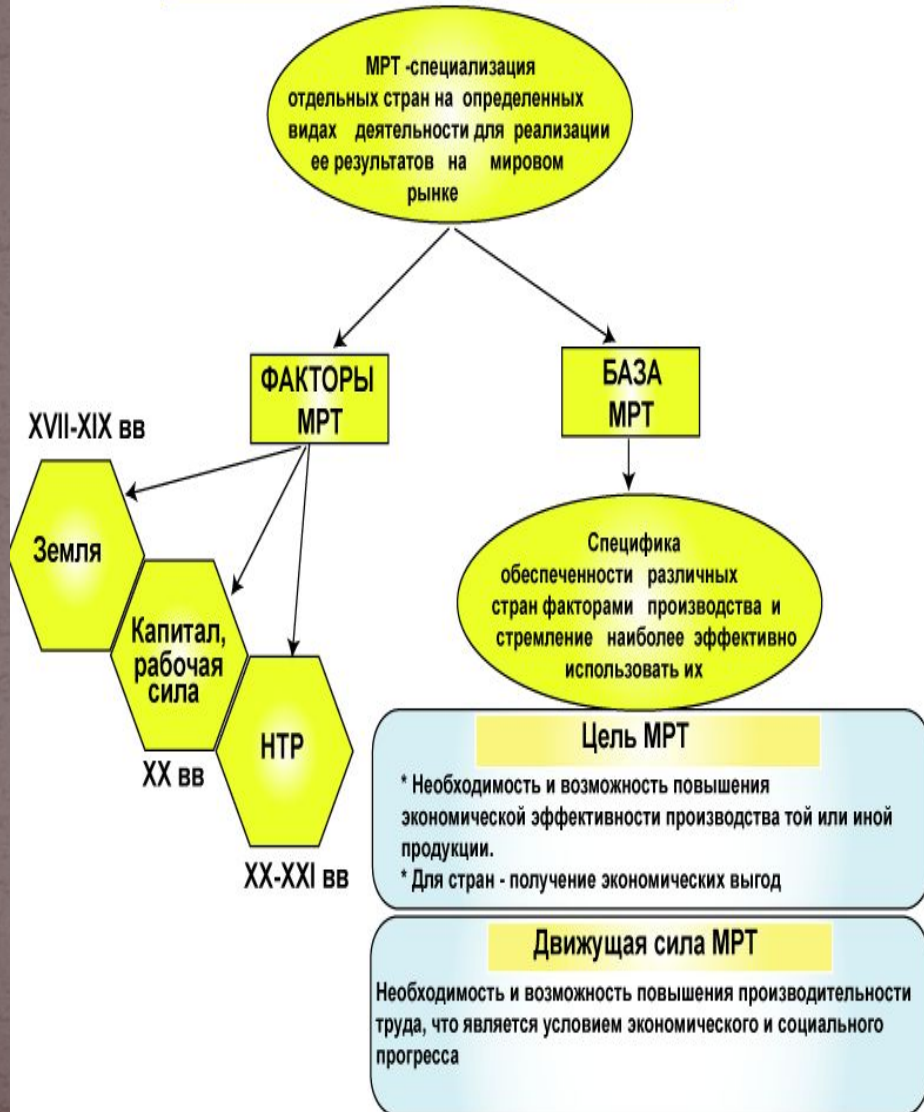 МРТ -специализация
отдельных стран на определенных
видах деятельности для реализации
ее результатов на мировом
рынке
ФАКТОРЫ
МРТ
БАЗА
МРТ
XVII-XIX вв
Земля
Капитал,
рабочая
сила
XX вв
НТР
XX-XXI вв
Специфика
обеспеченности различных
стран факторами производства и
стремление наиболее эффективно
использовать их
Цель МРТ
* Необходимость и возможность повышения
экономической эффективности производства той или иной
продукции.
* Для стран - получение экономических выгод
Движущая сила МРТ
Необходимость и возможность повышения производительности
труда, что является условием экономического и социального
прогресса